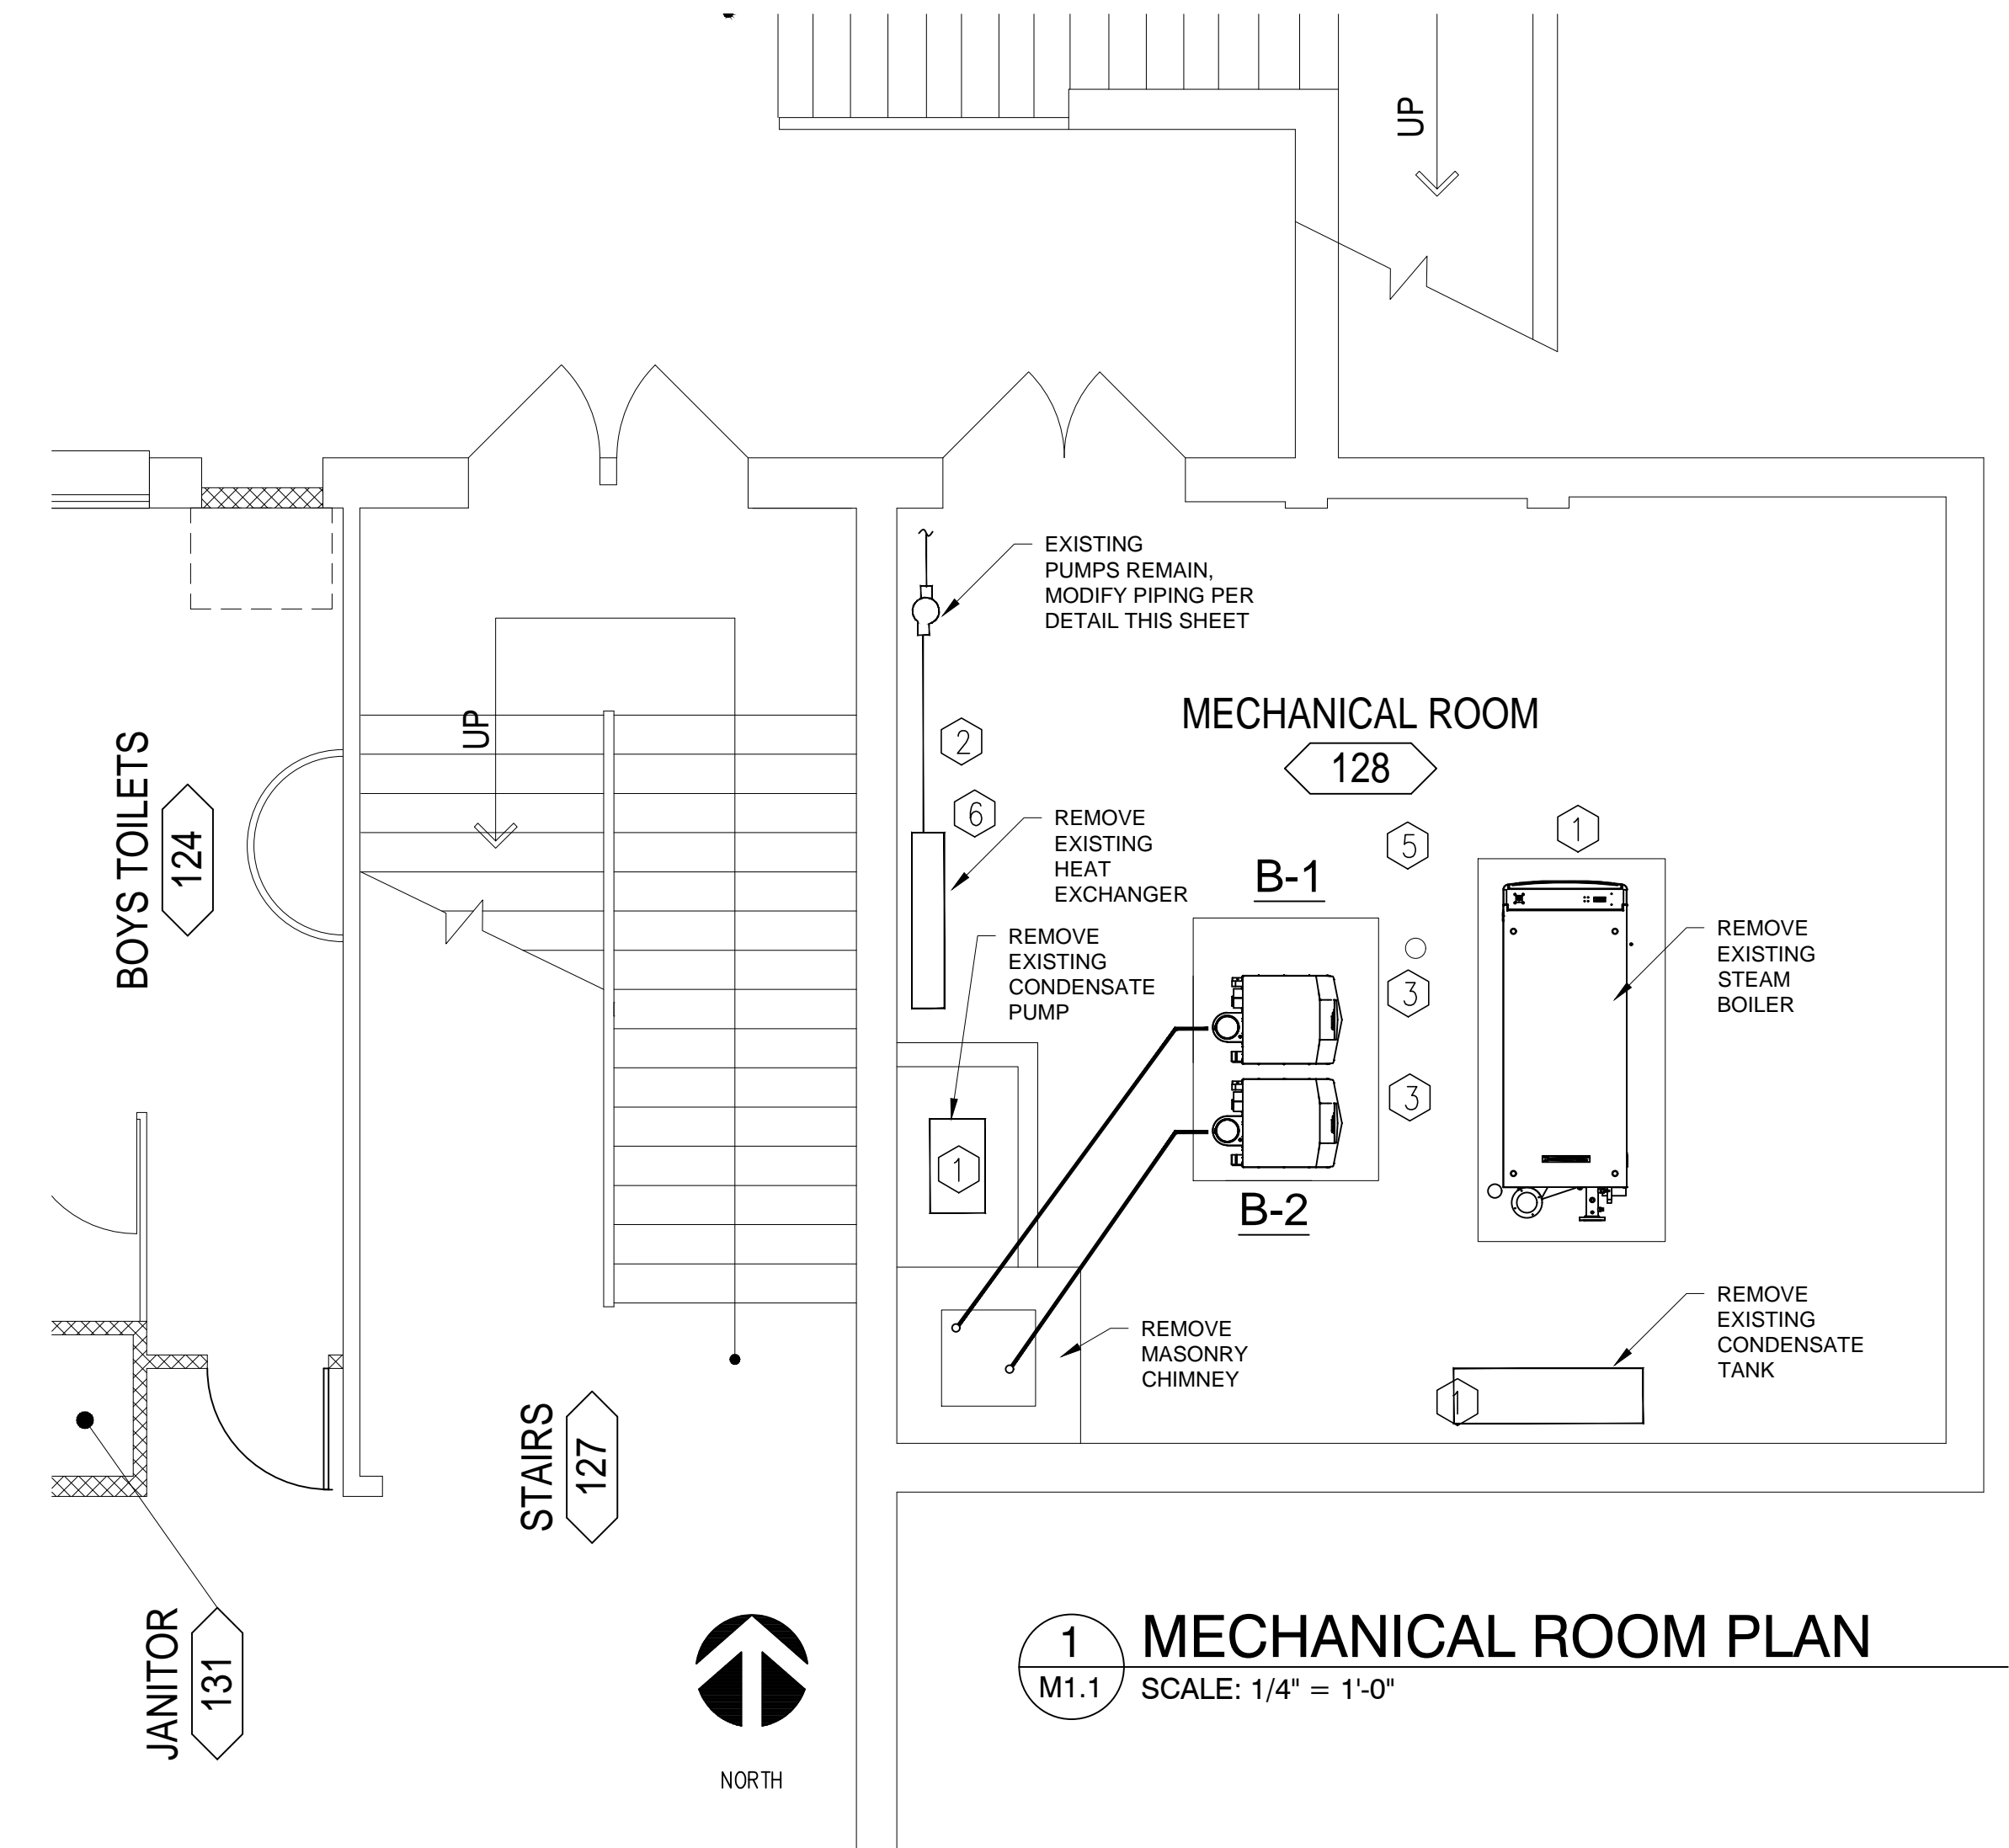 UP
EXISTING
PUMPS REMAIN,
MODIFY PIPING PER
DETAIL THIS SHEET
MECHANICAL ROOM
128
UP
2
6
REMOVE
EXISTING
HEAT
EXCHANGER
5
1
B-1
BOYS TOILETS
124
REMOVE
EXISTING
CONDENSATE
PUMP
3
REMOVE
EXISTING
STEAM
BOILER
3
1
B-2
REMOVE
MASONRY
CHIMNEY
REMOVE
EXISTING
CONDENSATE
TANK
1
STAIRS
127
JANITOR
131
NORTH
1
M1.1
MECHANICAL ROOM PLAN
SCALE: 1/4" = 1'-0"